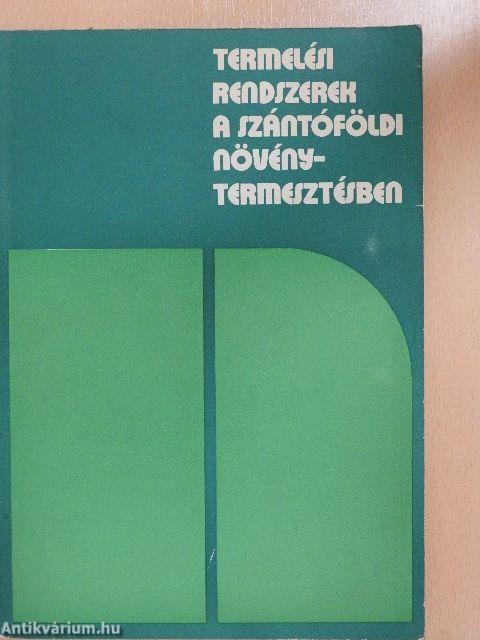 TERMELÉSI
RENDSZEREK
A SZÁNTÓFÖLDI
NÖVÉNY-
TERMESZTÉSBEN
Antikvárium.hu